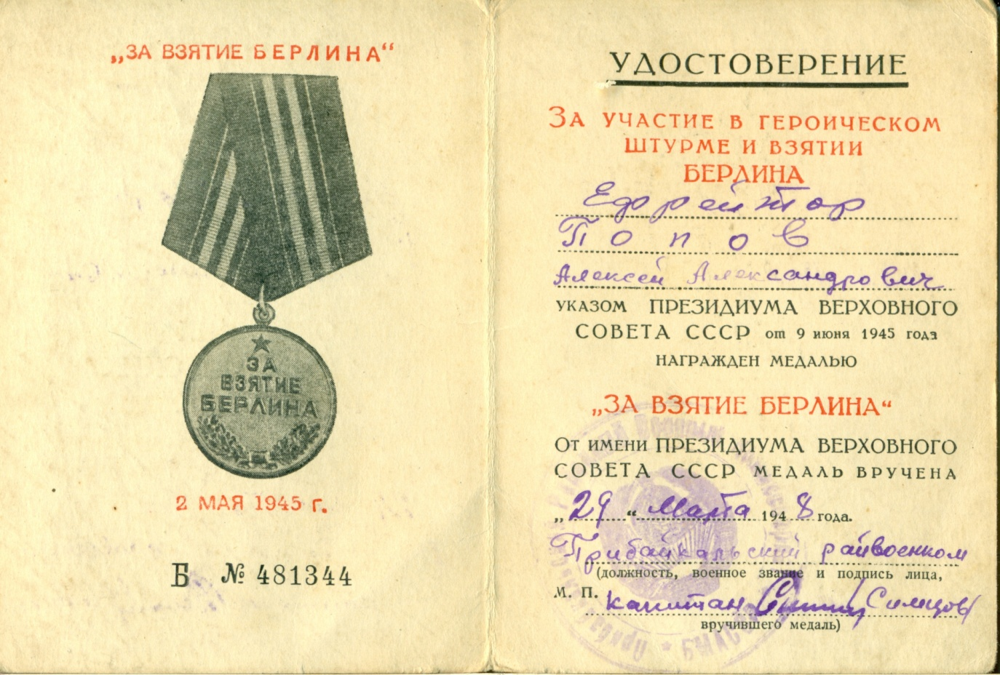 „ЗА ВЗЯТИЕ БЕРЛИНА“
ЗА
ВЗЯТИЕ
БЕРЛИНА
2 МАЯ 1945 Г.
Б № 481344
УДОСТОВЕРЕНИЕ
ЗА УЧАСТИЕ В ГЕРОИЧЕСКОМ
ШТУРМЕ И ВЗЯТИИ
БЕРЛИНА
Ефрейтор
Попов
Алексей Александрович
УКАЗОМ ПРЕЗИДИУМА ВЕРХОВНОГО
СОВЕТА СССР от 9 июня 1945 года
НАГРАЖДЕН МЕДАЛЬЮ
„ЗА ВЗЯТИЕ БЕРЛИНА“
ОТ ИМЕНИ ПРЕЗИДИУМА ВЕРХОВНОГО
СОВЕТА СССР МЕДАЛЬ ВРУЧЕНА
„29“ Марта 1948 года.
Прибайкальский райвоенком
(должность, военное звание и подпись лица,
М. П. капитан
вручившего медаль)
БМАССР